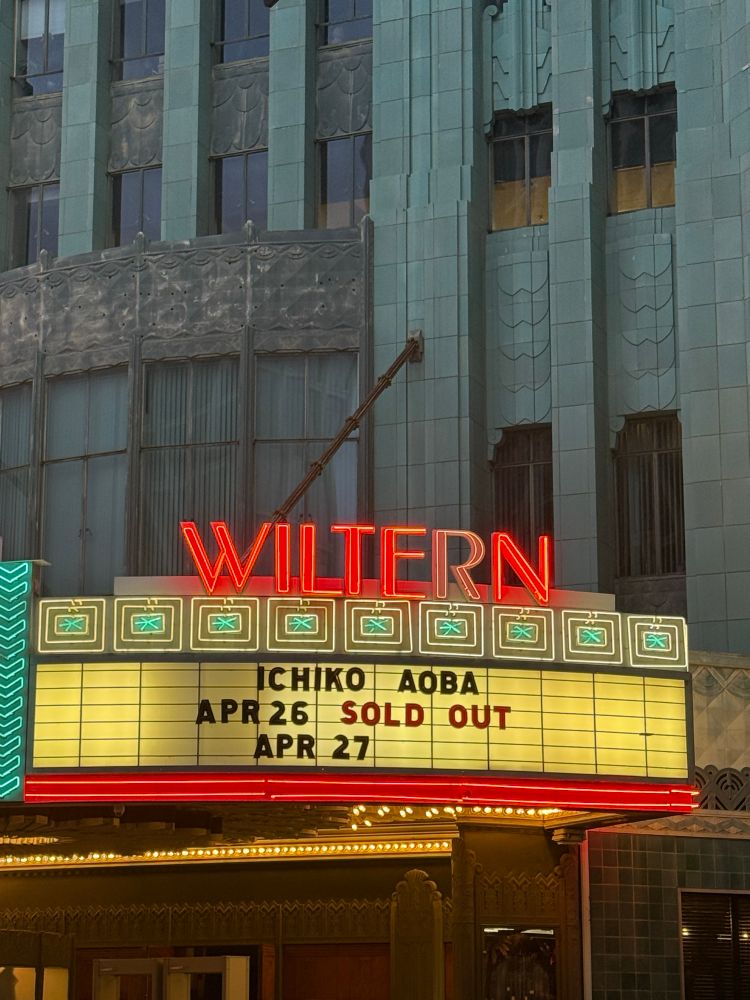 WILTERN
ICHIKO AOBA
APR 26 SOLD OUT
APR 27